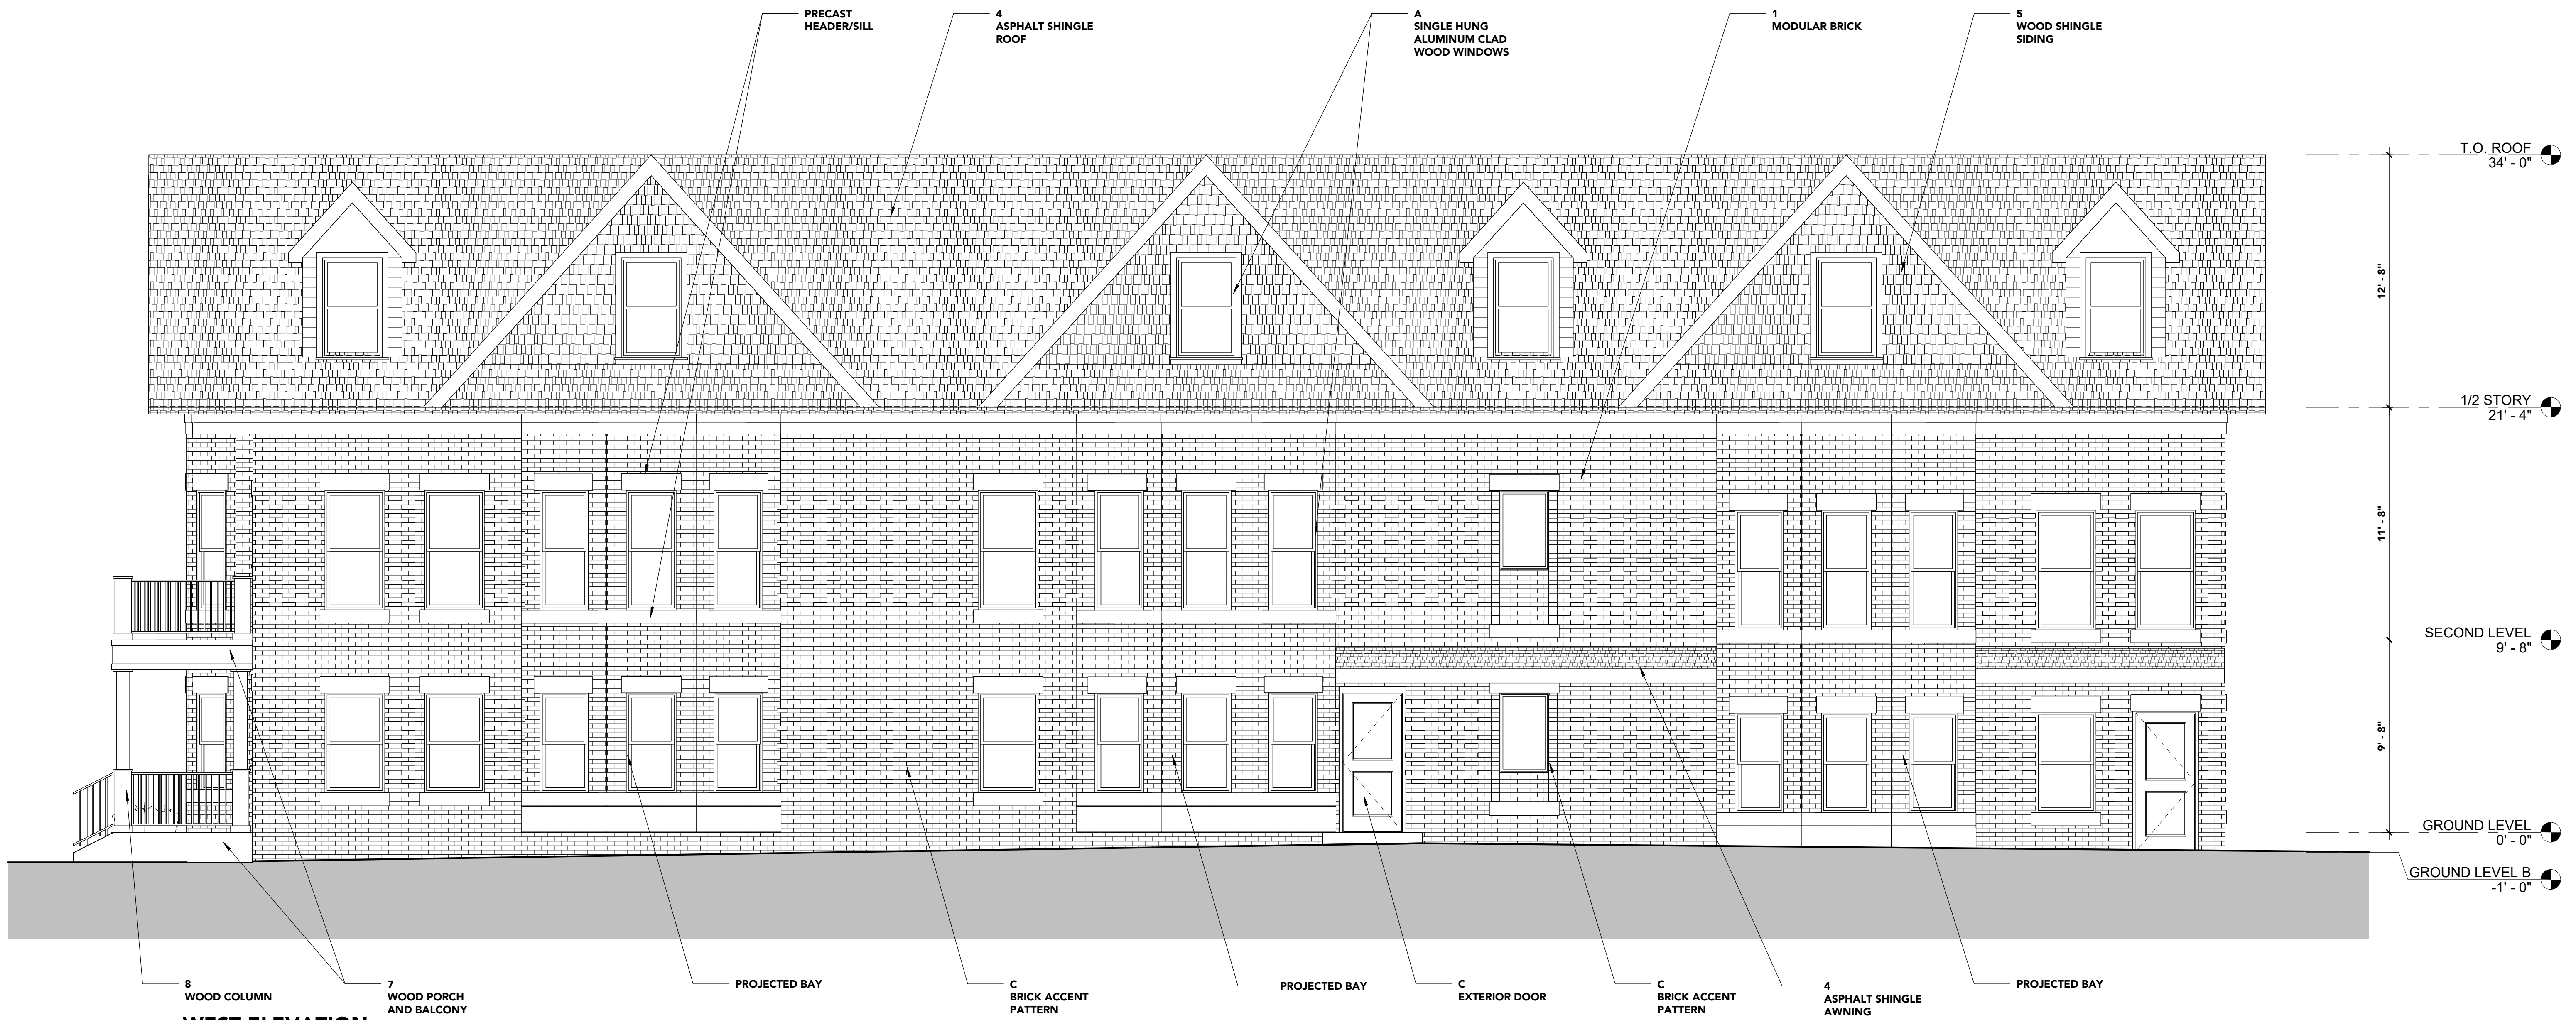 PRECAST
HEADER/SILL
4
ASPHALT SHINGLE
ROOF
A
SINGLE HUNG
ALUMINUM CLAD
WOOD WINDOWS
1
MODULAR BRICK
5
WOOD SHINGLE
SIDING
T.O. ROOF
34' - 0"
12' - 8"
1/2 STORY
21' - 4"
11' - 8"
SECOND LEVEL
9' - 8"
9' - 8"
GROUND LEVEL
0' - 0"
GROUND LEVEL B
-1' - 0"
8
WOOD COLUMN
7
WOOD PORCH
AND BALCONY
PROJECTED BAY
C
BRICK ACCENT
PATTERN
PROJECTED BAY
C
EXTERIOR DOOR
C
BRICK ACCENT
PATTERN
4
ASPHALT SHINGLE
AWNING
PROJECTED BAY
WEST ELEVATION